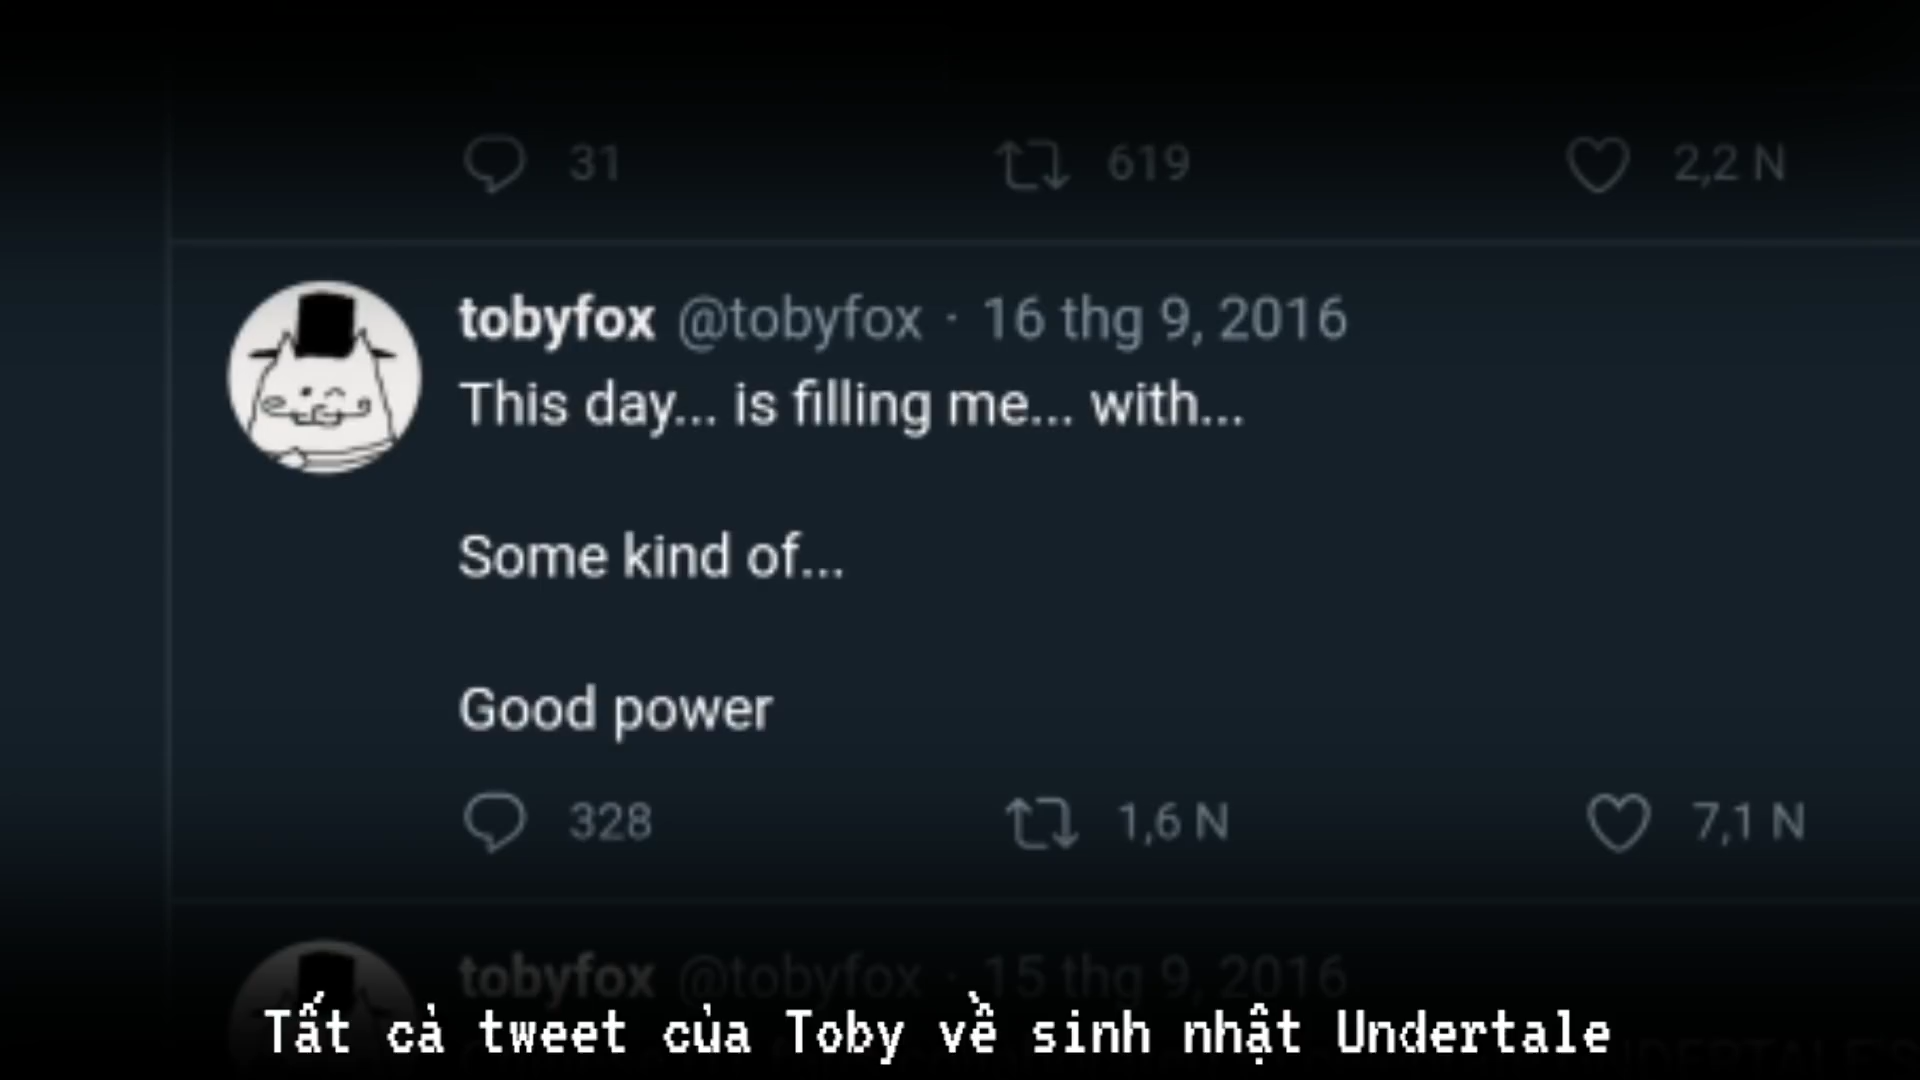 31 619 2,2 N
tobyfox @tobyfox · 16 thg 9, 2016
This day... is filling me... with...
Some kind of...
Good power
328 1,6 N 7,1 N
tobyfox @tobyfox · 15 thg 9, 2016
Tất cả tweet của Toby về sinh nhật Undertale